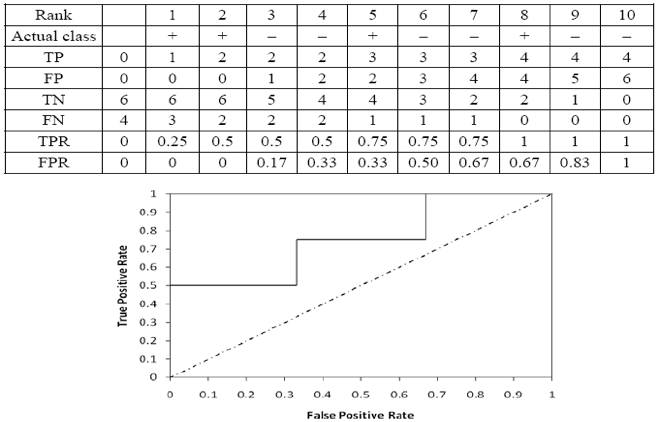 Rank 1 2 3 4 5 6 7 8 9 10
Actual class + + − − + − − + − −
TP 0 1 2 2 2 3 3 3 4 4 4
FP 0 0 0 1 2 2 3 4 4 5 6
TN 6 6 6 5 4 4 3 2 2 1 0
FN 4 3 2 2 2 1 1 1 0 0 0
TPR 0 0.25 0.5 0.5 0.5 0.75 0.75 0.75 1 1 1
FPR 0 0 0 0.17 0.33 0.33 0.50 0.67 0.67 0.83 1
True Positive Rate
1
0.9
0.8
0.7
0.6
0.5
0.4
0.3
0.2
0.1
0
0 0.1 0.2 0.3 0.4 0.5 0.6 0.7 0.8 0.9 1
False Positive Rate